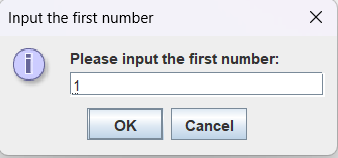 Input the first number
Please input the first number:
1
OK
Cancel